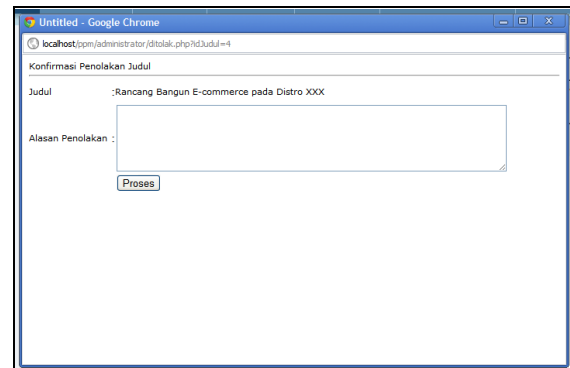 Untitled - Google Chrome
localhost/ppm/administrator/ditolak.php?idJudul=4
Konfirmasi Penolakan Judul
Judul :Rancang Bangun E-commerce pada Distro XXX
Alasan Penolakan :
Proses